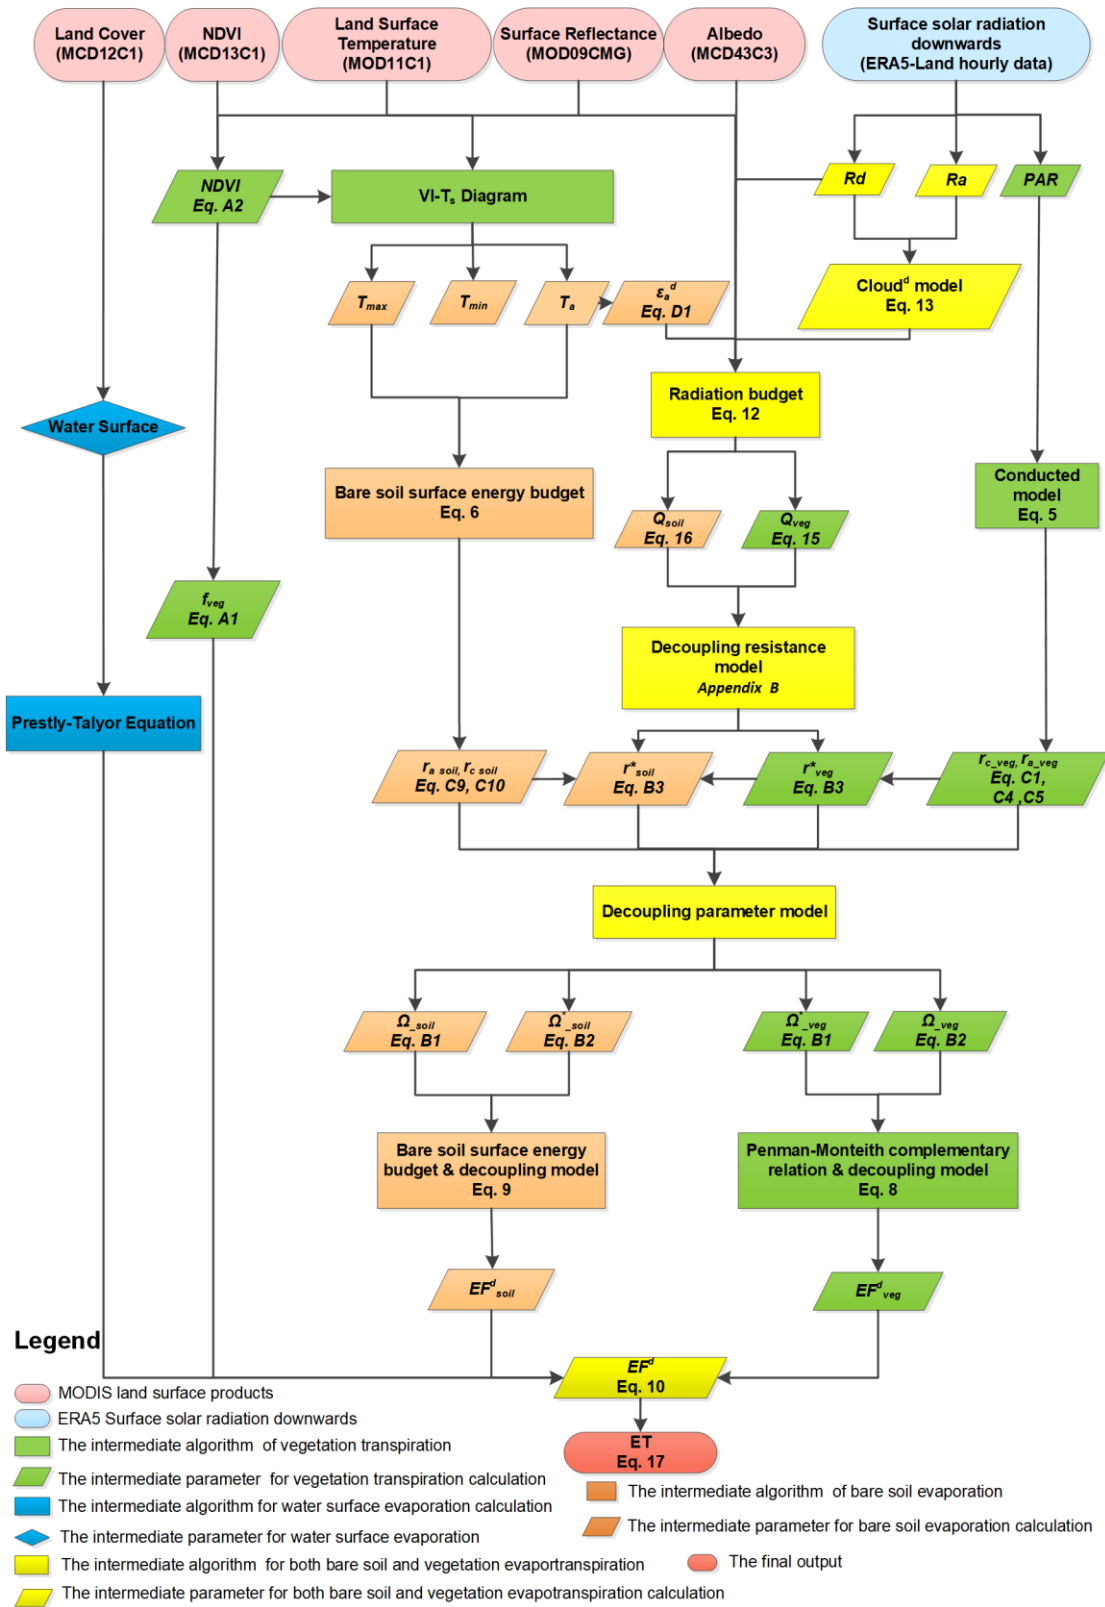 Land Cover
(MCD12C1)
NDVI
(MCD13C1)
Land Surface
Temperature
(MOD11C1)
Surface Reflectance
(MOD09CMG)
Albedo
(MCD43C3)
Surface solar radiation
downwards
(ERA5-Land hourly data)
NDVI
Eq. A2
VI-Ts Diagram
Rd
Ra
PAR
Tmax
Tmin
Ta
εa^d
Eq. D1
Cloud^d model
Eq. 13
Water Surface
Radiation budget
Eq. 12
Bare soil surface energy budget
Eq. 6
Conducted
model
Eq. 5
Qsoil
Eq. 16
Qveg
Eq. 15
fveg
Eq. A1
Decoupling resistance
model
Appendix B
Prestly-Talyor Equation
ra soil, rc soil
Eq. C9, C10
r*soil
Eq. B3
r*veg
Eq. B3
rc_veg, ra_veg
Eq. C1,
C4 ,C5
Decoupling parameter model
Ω_soil
Eq. B1
Ω*_soil
Eq. B2
Ω*_veg
Eq. B1
Ω_veg
Eq. B2
Bare soil surface energy
budget & decoupling model
Eq. 9
Penman-Monteith complementary
relation & decoupling model
Eq. 8
EF^d soil
EF^d veg
Legend
EF^d
Eq. 10
ET
Eq. 17
MODIS land surface products
ERA5 Surface solar radiation downwards
The intermediate algorithm of vegetation transpiration
The intermediate parameter for vegetation transpiration calculation
The intermediate algorithm for water surface evaporation calculation
The intermediate parameter for water surface evaporation
The intermediate algorithm for both bare soil and vegetation evaportranspiration
The intermediate parameter for both bare soil and vegetation evapotranspiration calculation
The intermediate algorithm of bare soil evaporation
The intermediate parameter for bare soil evaporation calculation
The final output